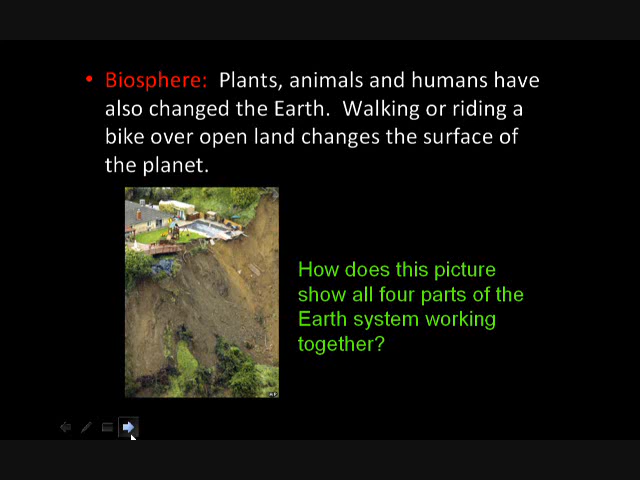 • Biosphere: Plants, animals and humans have
also changed the Earth. Walking or riding a
bike over open land changes the surface of
the planet.
How does this picture
show all four parts of the
Earth system working
together?